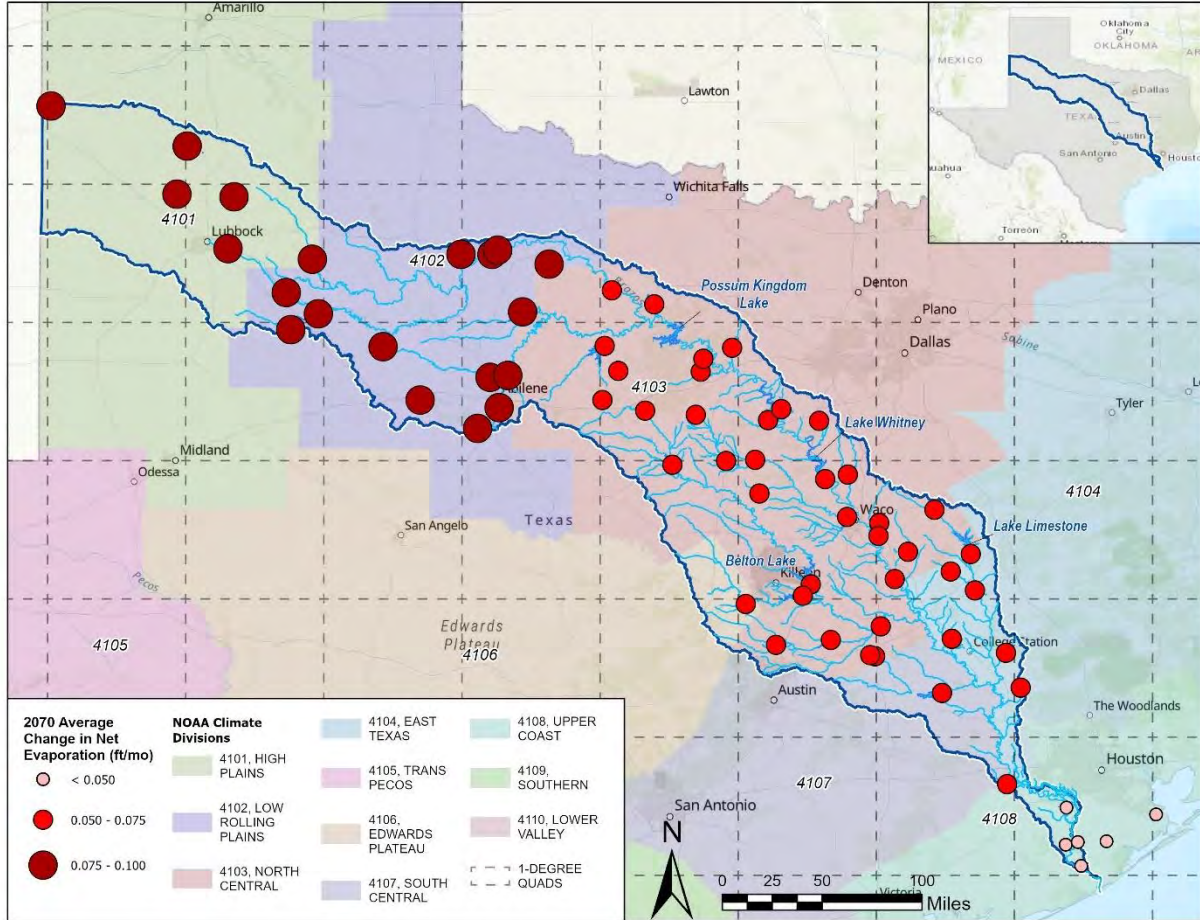 Amarillo
Oklahoma
City
OKLAHOMA
AR
MEXICO
Dallas
TEXA
Austin
San Antonio
Houston
uahua
Torreón
Lawton
Wichita Falls
4101
Lubbock
4102
Possum Kingdom
Lake
Brazos
Denton
Plano
Dallas
Sabine
4103
Abilene
Tyler
Lake Whitney
Midland
Odessa
4104
San Angelo
Texas
Waco
Lake Limestone
Belton Lake
Killeen
Pecos
4105
Edwards
Plateau
4106
College Station
Austin
The Woodlands
Houston
4107
San Antonio
4108
Victoria
2070 Average
Change in Net
Evaporation (ft/mo)
< 0.050
0.050 - 0.075
0.075 - 0.100
NOAA Climate
Divisions
4101, HIGH
PLAINS
4102, LOW
ROLLING
PLAINS
4103, NORTH
CENTRAL
4104, EAST
TEXAS
4105, TRANS
PECOS
4106,
EDWARDS
PLATEAU
4107, SOUTH
CENTRAL
4108, UPPER
COAST
4109,
SOUTHERN
4110, LOWER
VALLEY
1-DEGREE
QUADS
N
0 25 50 100
Miles